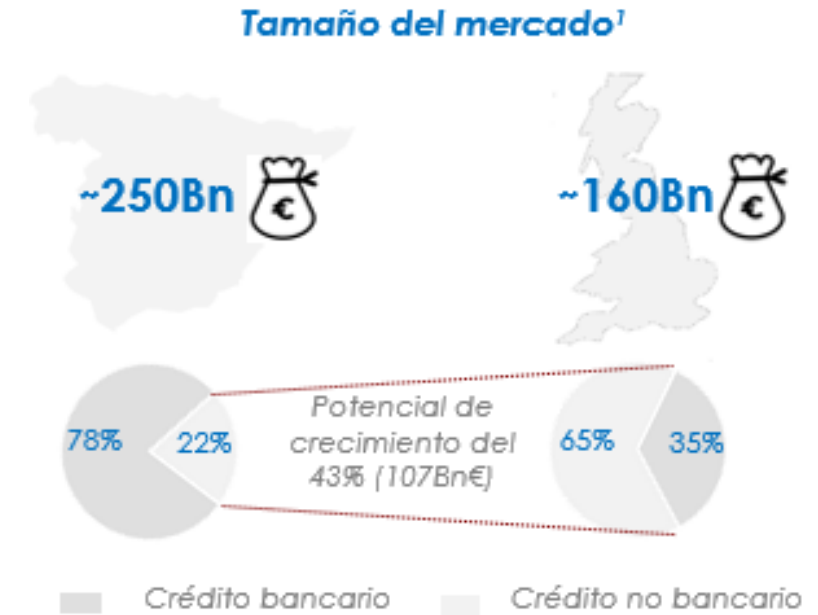 Tamaño del mercado¹
~250Bn €
~160Bn €
78%
22%
Potencial de
crecimiento del
43% (107Bn€)
65%
35%
Crédito bancario
Crédito no bancario